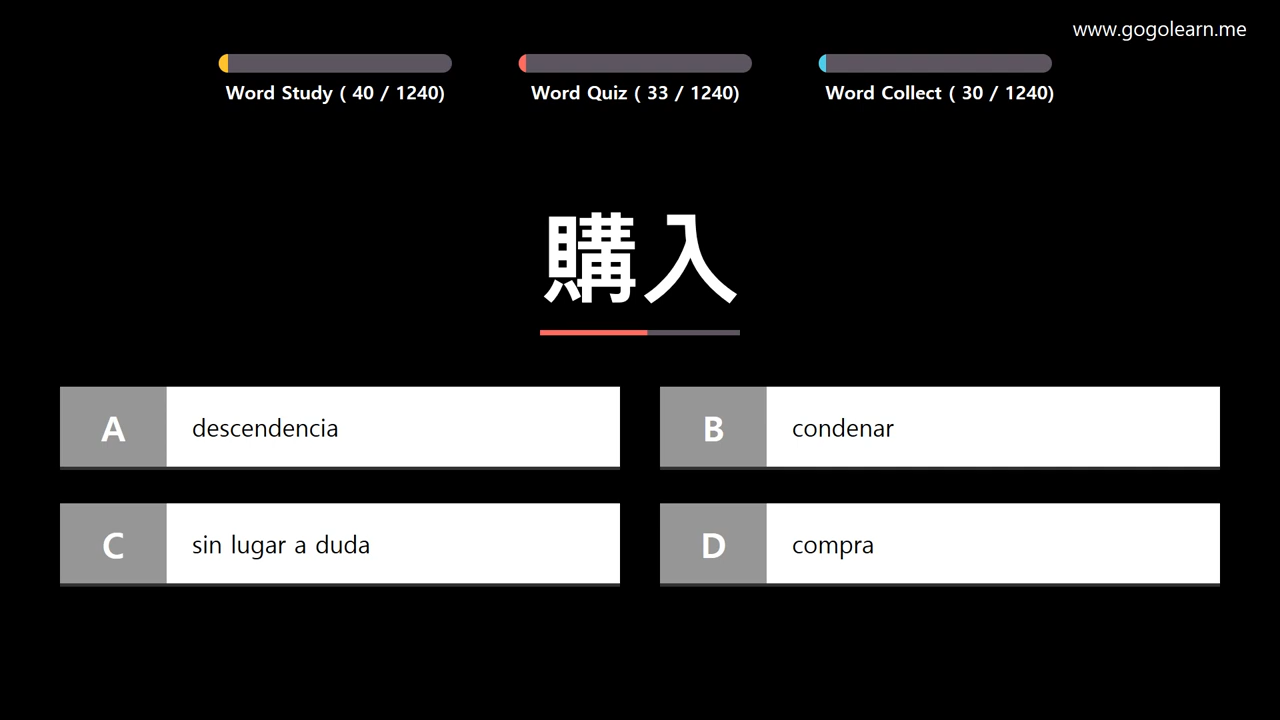 www.gogolearn.me
Word Study ( 40 / 1240)
Word Quiz ( 33 / 1240)
Word Collect ( 30 / 1240)
購入
A descendencia
B condenar
C sin lugar a duda
D compra